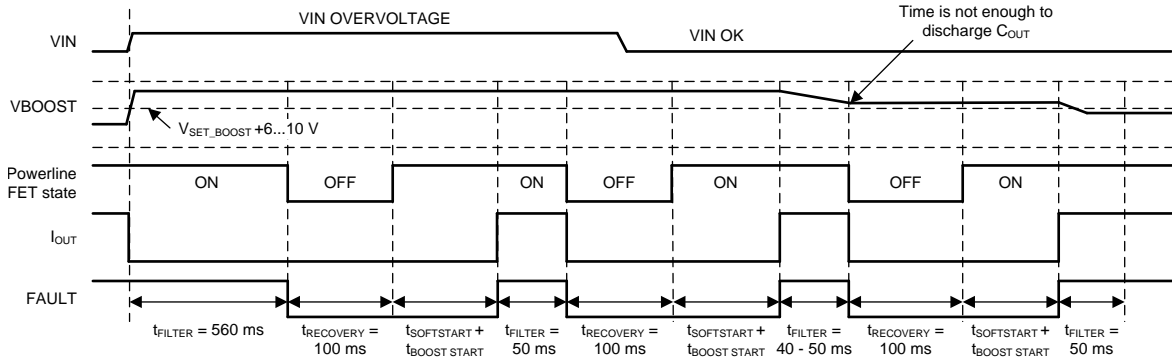 VIN OVERVOLTAGE
Time is not enough to
discharge COUT
VIN
VIN OK
VBOOST
VSET_BOOST +6...10 V
Powerline
FET state
ON
OFF
ON
OFF
ON
OFF
ON
IOUT
FAULT
tFILTER = 560 ms
tRECOVERY =
100 ms
tSOFTSTART +
tBOOST START
tFILTER =
50 ms
tRECOVERY =
100 ms
tSOFTSTART +
tBOOST START
tFILTER =
40 - 50 ms
tRECOVERY =
100 ms
tSOFTSTART +
tBOOST START
tFILTER =
50 ms